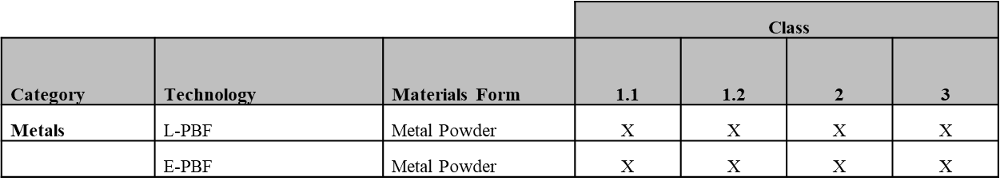 Class
Category Technology Materials Form 1.1 1.2 2 3
Metals L-PBF Metal Powder X X X X
E-PBF Metal Powder X X X X